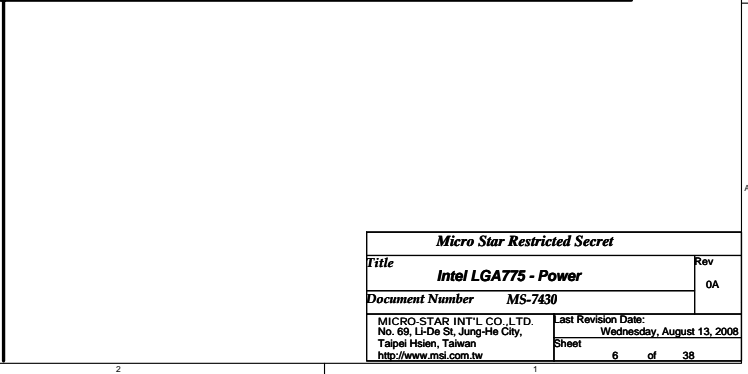 A
Micro Star Restricted Secret
Title
Rev
Intel LGA775 - Power
0A
Document Number MS-7430
MICRO-STAR INT'L CO.,LTD.
No. 69, Li-De St, Jung-He City,
Taipei Hsien, Taiwan
http://www.msi.com.tw
Last Revision Date:
Wednesday, August 13, 2008
Sheet
6 of 38
2 1